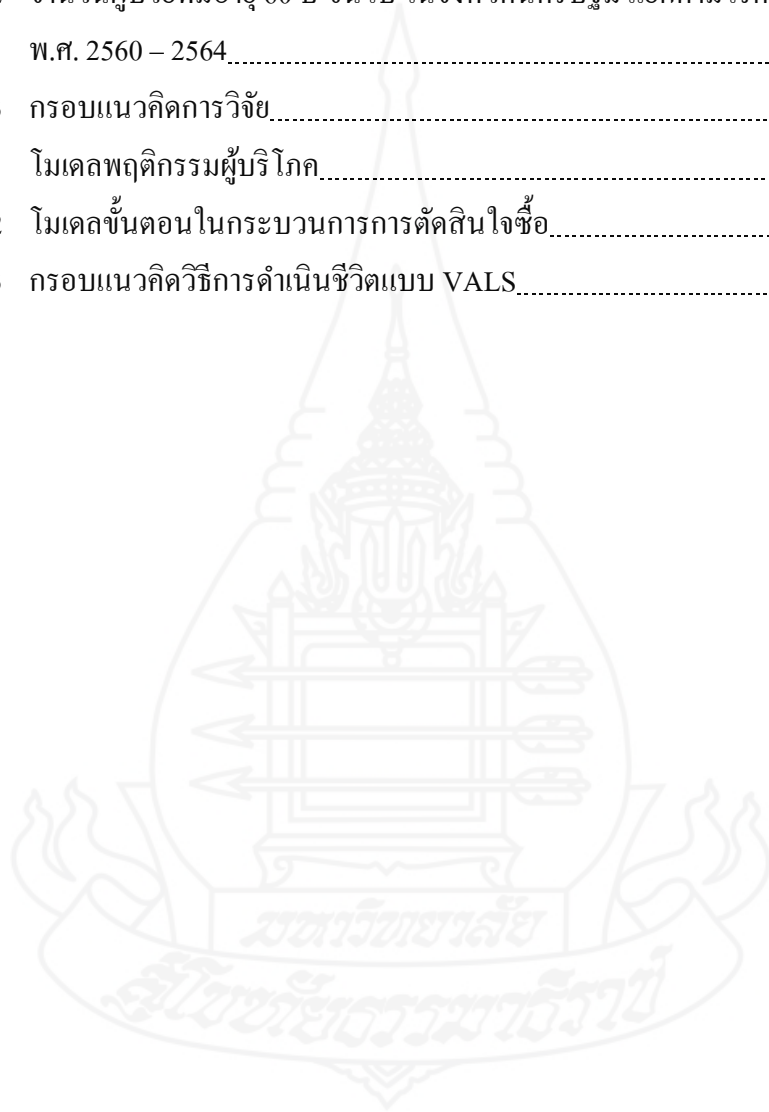 พ.ศ. 2560 – 2564
กรอบแนวคิดการวิจัย
โมเดลพฤติกรรมผู้บริโภค
โมเดลขั้นตอนในกระบวนการการตัดสินใจซื้อ
กรอบแนวคิดวิธีการดำเนินชีวิตแบบ VALS
มหาวิทยาลัย
สุโขทัยธรรมาธิราช